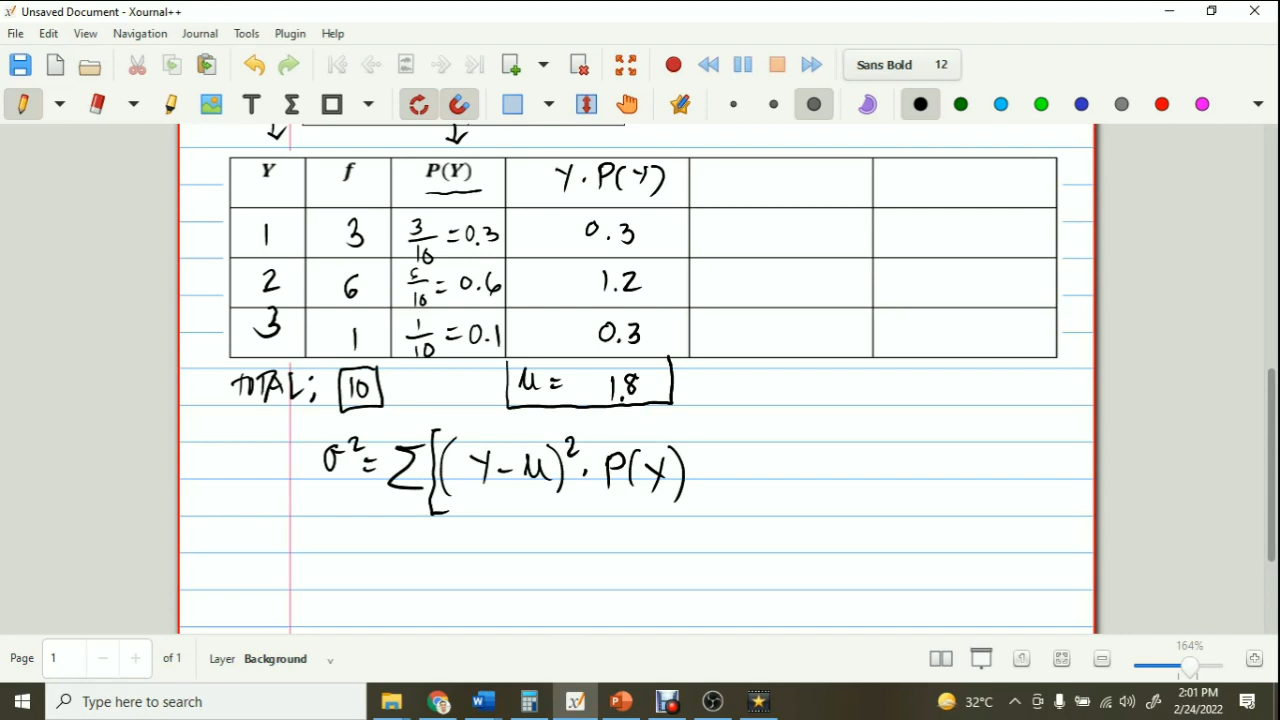 Unsaved Document - Xournal++
File Edit View Navigation Journal Tools Plugin Help
Sans Bold 12
Y f P(Y) Y . P(Y)
1 3 3/10 = 0.3 0.3
2 6 6/10 = 0.6 1.2
3 1 1/10 = 0.1 0.3
TOTAL; 10 μ = 1.8
σ² = Σ[(Y - μ)² . P(Y)
Page 1 of 1 Layer Background 164%
Type here to search 32°C 2:01 PM
2/24/2022